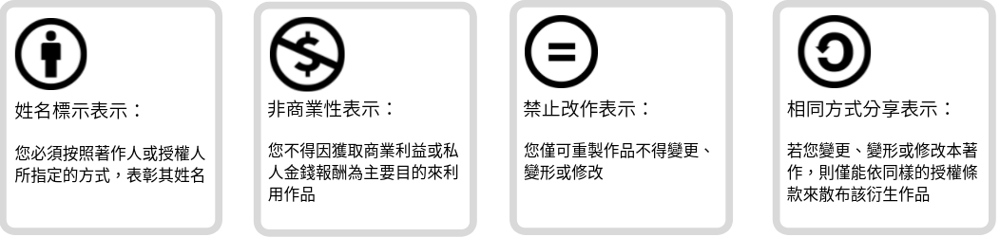 姓名標示表示：
您必須按照著作人或授權人
所指定的方式，表彰其姓名
非商業性表示：
您不得因獲取商業利益或私
人金錢報酬為主要目的來利
用作品
禁止改作表示：
您僅可重製作品不得變更、
變形或修改
相同方式分享表示：
若您變更、變形或修改本著
作，則僅能依同樣的授權條
款來散布該衍生作品